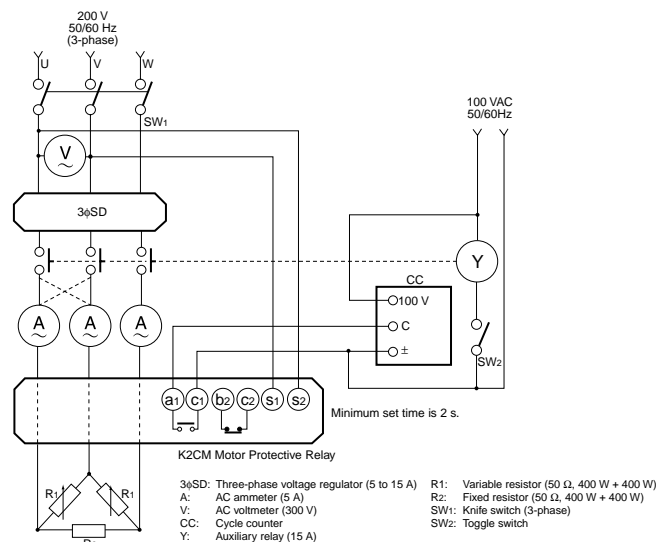 200 V
50/60 Hz
(3-phase)
U
V
W
SW1
100 VAC
50/60Hz
V
3ϕSD
Y
CC
100 V
C
±
SW2
A
A
A
a1
c1
b2
c2
s1
s2
Minimum set time is 2 s.
K2CM Motor Protective Relay
R1
R1
3ϕSD: Three-phase voltage regulator (5 to 15 A)
A: AC ammeter (5 A)
V: AC voltmeter (300 V)
CC: Cycle counter
Y: Auxiliary relay (15 A)
R1: Variable resistor (50 Ω, 400 W + 400 W)
R2: Fixed resistor (50 Ω, 400 W + 400 W)
SW1: Knife switch (3-phase)
SW2: Toggle switch